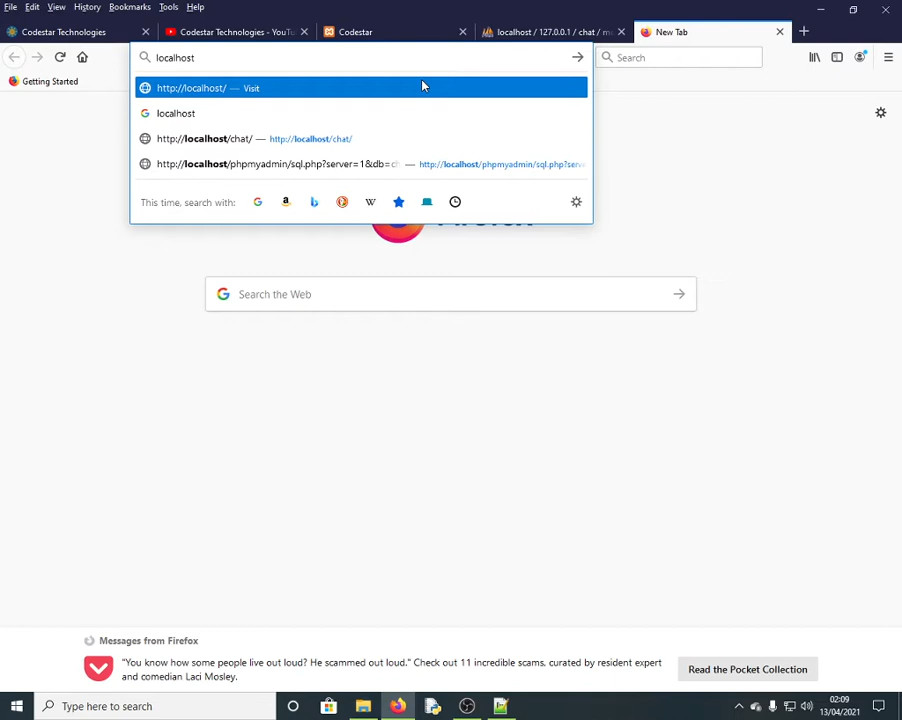 File Edit View History Bookmarks Tools Help
Codestar Technologies
Codestar Technologies - YouTu
Codestar
localhost / 127.0.0.1 / chat / m
New Tab
localhost
Search
Getting Started
http://localhost/ — Visit
localhost
http://localhost/chat/ — http://localhost/chat/
http://localhost/phpmyadmin/sql.php?server=1&db=c — http://localhost/phpmyadmin/sql.php?serve
This time, search with:
Search the Web
Messages from Firefox
"You know how some people live out loud? He scammed out loud." Check out 11 incredible scams, curated by resident expert
and comedian Laci Mosley.
Read the Pocket Collection
Type here to search
02:09
13/04/2021